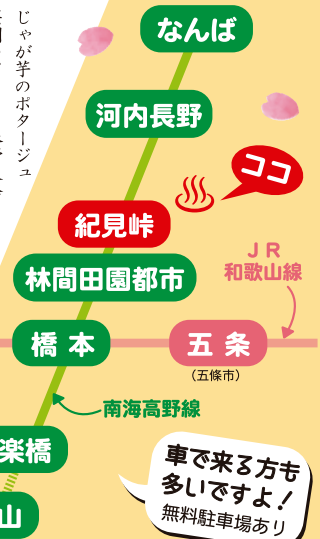 じゃが芋のポタージュ
なんば
河内長野
ココ
紀見峠
林間田園都市
JR
和歌山線
橋本
五条
(五條市)
南海高野線
楽橋
山
車で来る方も
多いですよ！
無料駐車場あり